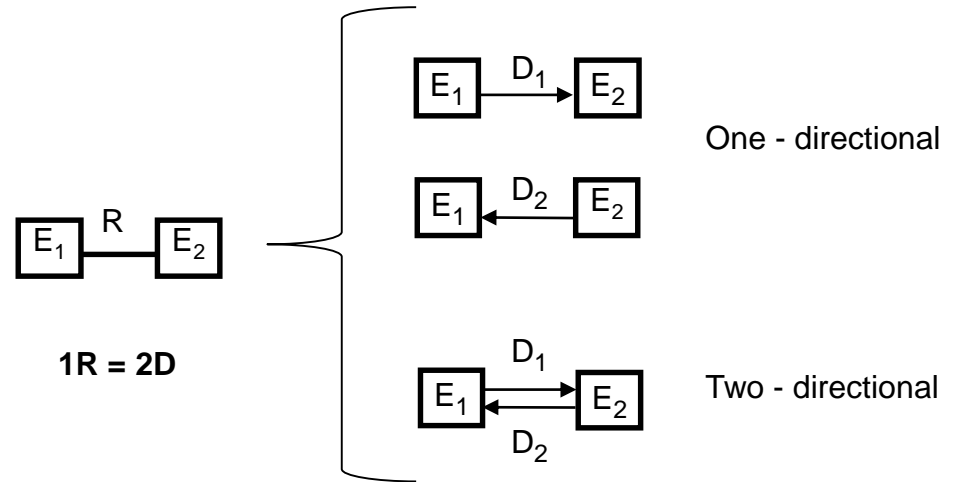 E₁ R E₂
1R = 2D
E₁ D₁ E₂
One - directional
E₁ D₂ E₂
D₁
E₁ E₂
D₂
Two - directional